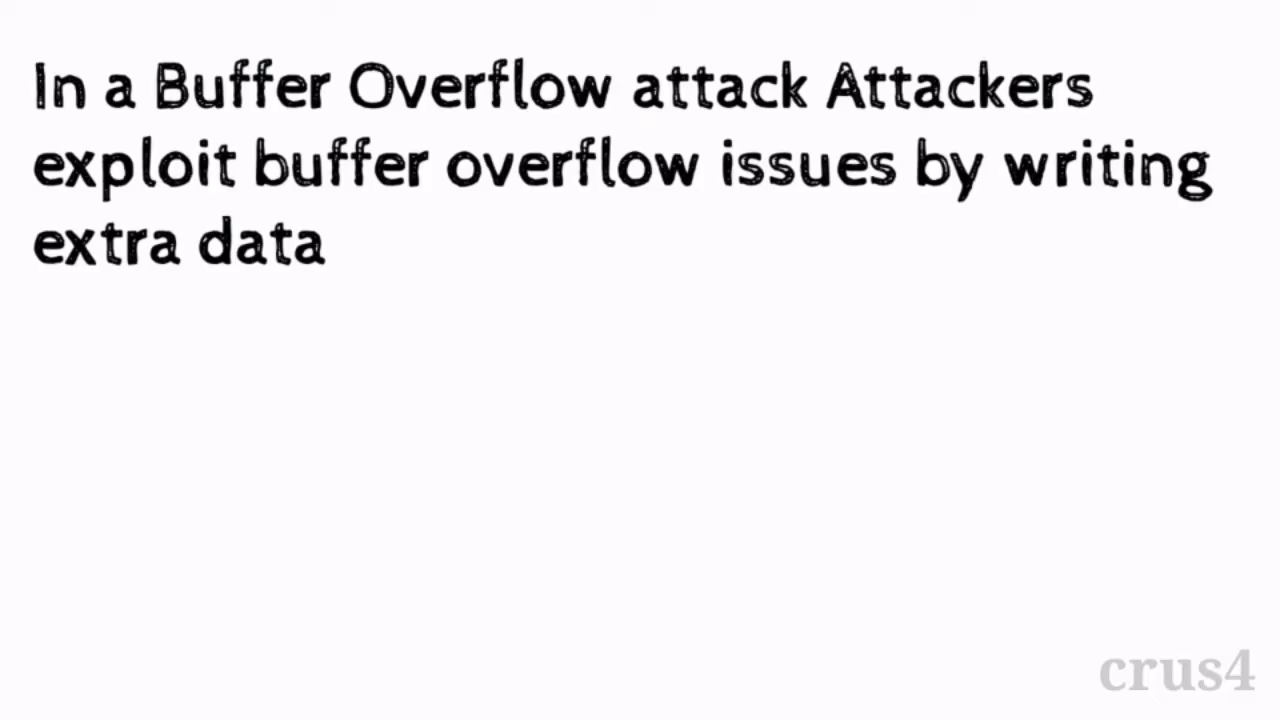 In a Buffer Overflow attack Attackers
exploit buffer overflow issues by writing
extra data
crus4